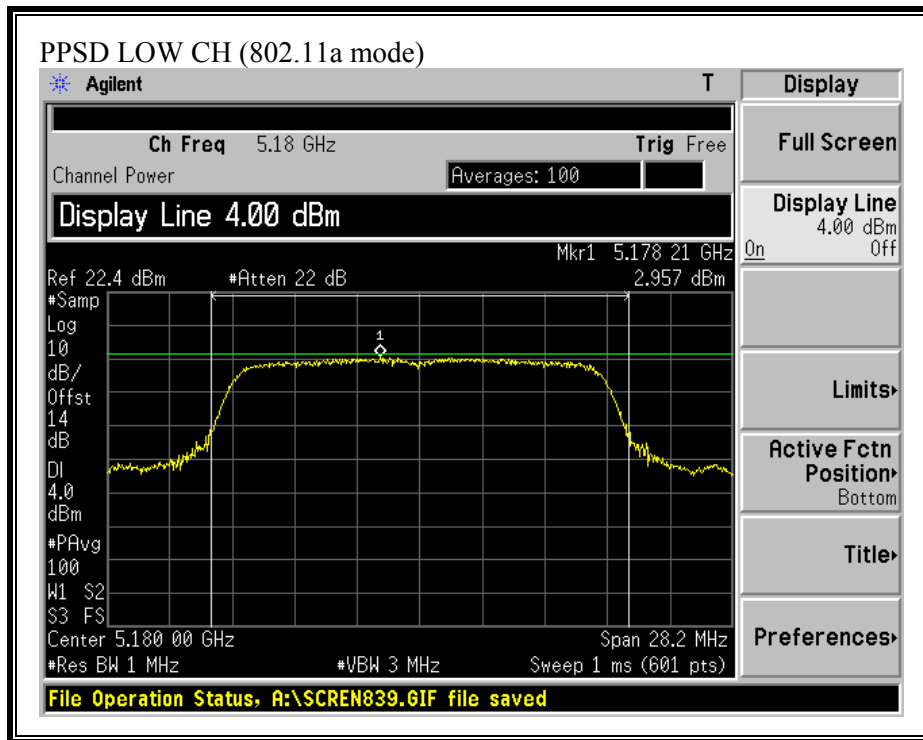 PPSD LOW CH (802.11a mode)
Agilent T
Display
Ch Freq 5.18 GHz Trig Free
Channel Power Averages: 100
Display Line 4.00 dBm
Mkr1 5.178 21 GHz
Ref 22.4 dBm #Atten 22 dB 2.957 dBm
#Samp
Log
10
dB/
Offst
14
dB
DI
4.0
dBm
#PAvg
100
W1 S2
S3 FS
1
Center 5.180 00 GHz Span 28.2 MHz
#Res BW 1 MHz #VBW 3 MHz Sweep 1 ms (601 pts)
File Operation Status, A:\SCREN839.GIF file saved
Full Screen
Display Line
4.00 dBm
On Off
Limits
Active Fctn
Position
Bottom
Title
Preferences